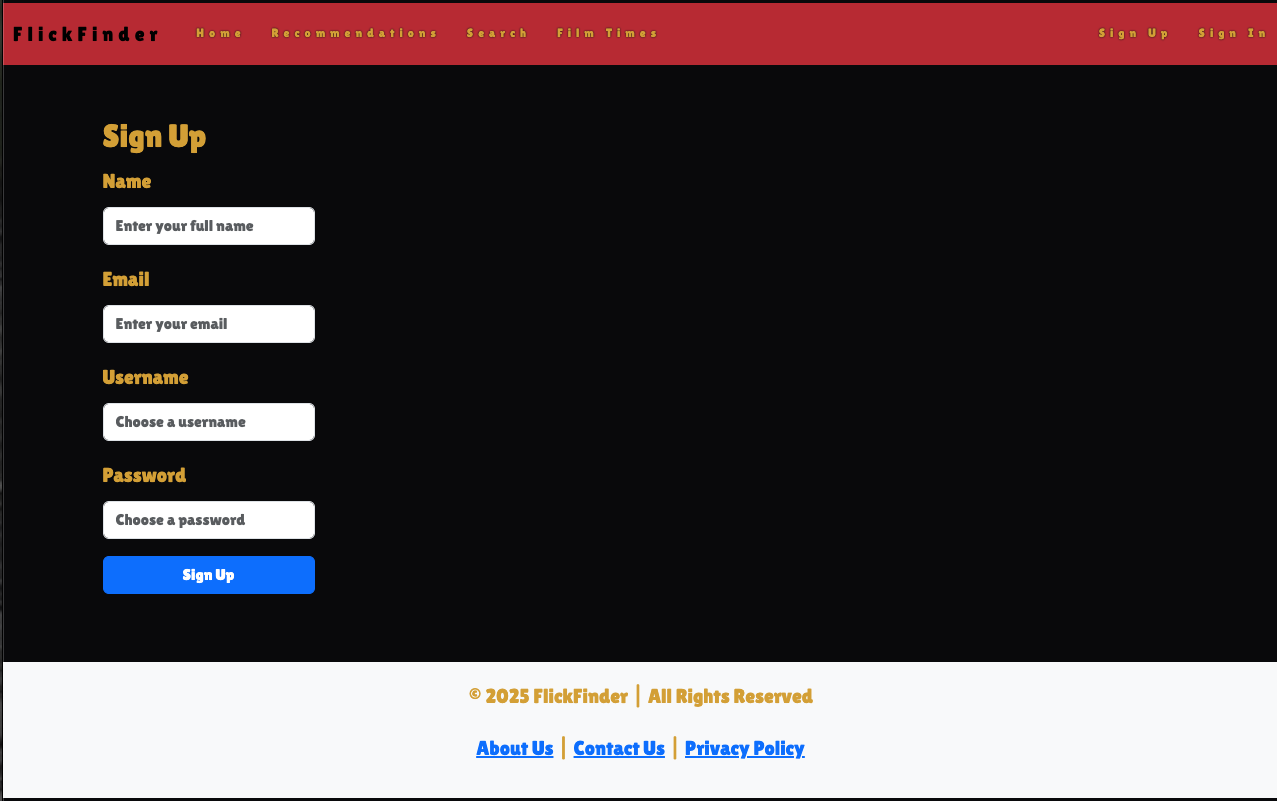 FlickFinder Home Recommendations Search Film Times Sign Up Sign In
Sign Up
Name
Enter your full name
Email
Enter your email
Username
Choose a username
Password
Choose a password
Sign Up
© 2025 FlickFinder | All Rights Reserved
About Us | Contact Us | Privacy Policy